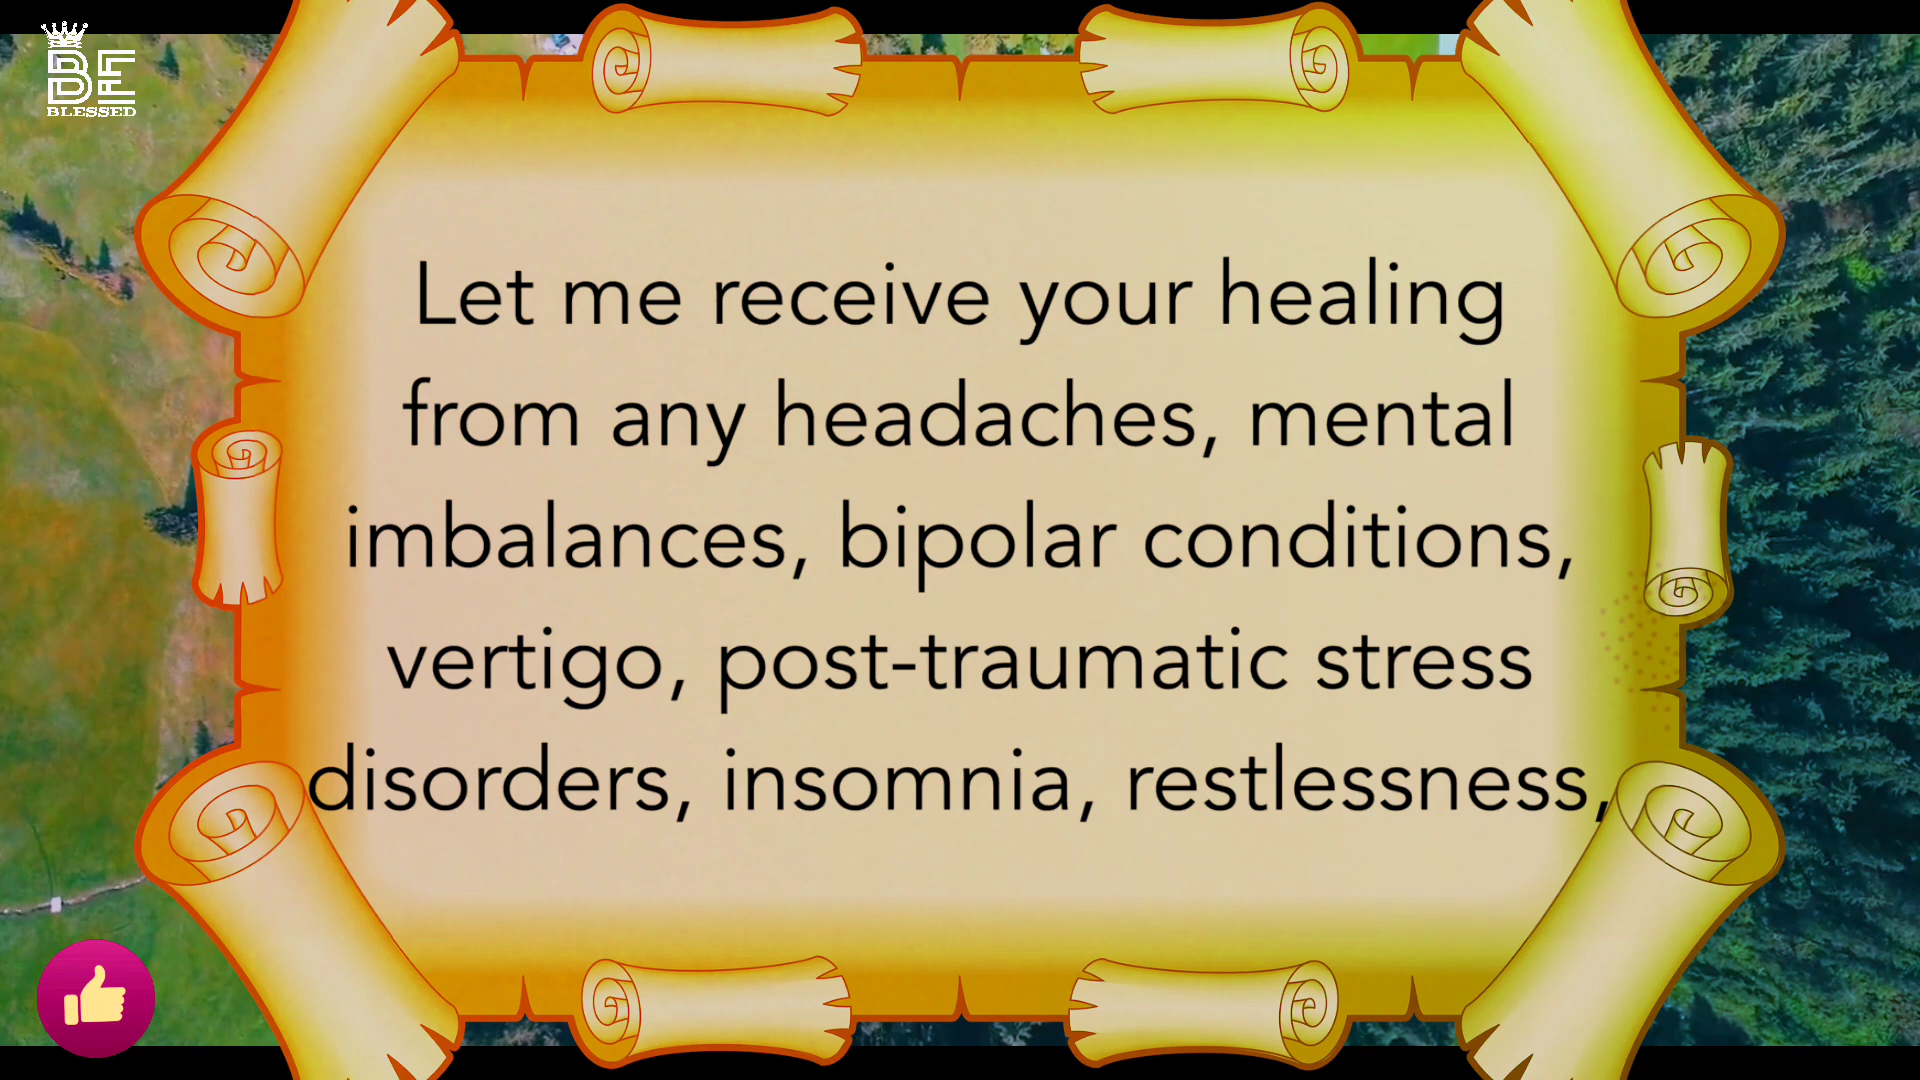 BE
BLESSED
Let me receive your healing
from any headaches, mental
imbalances, bipolar conditions,
vertigo, post-traumatic stress
disorders, insomnia, restlessness,